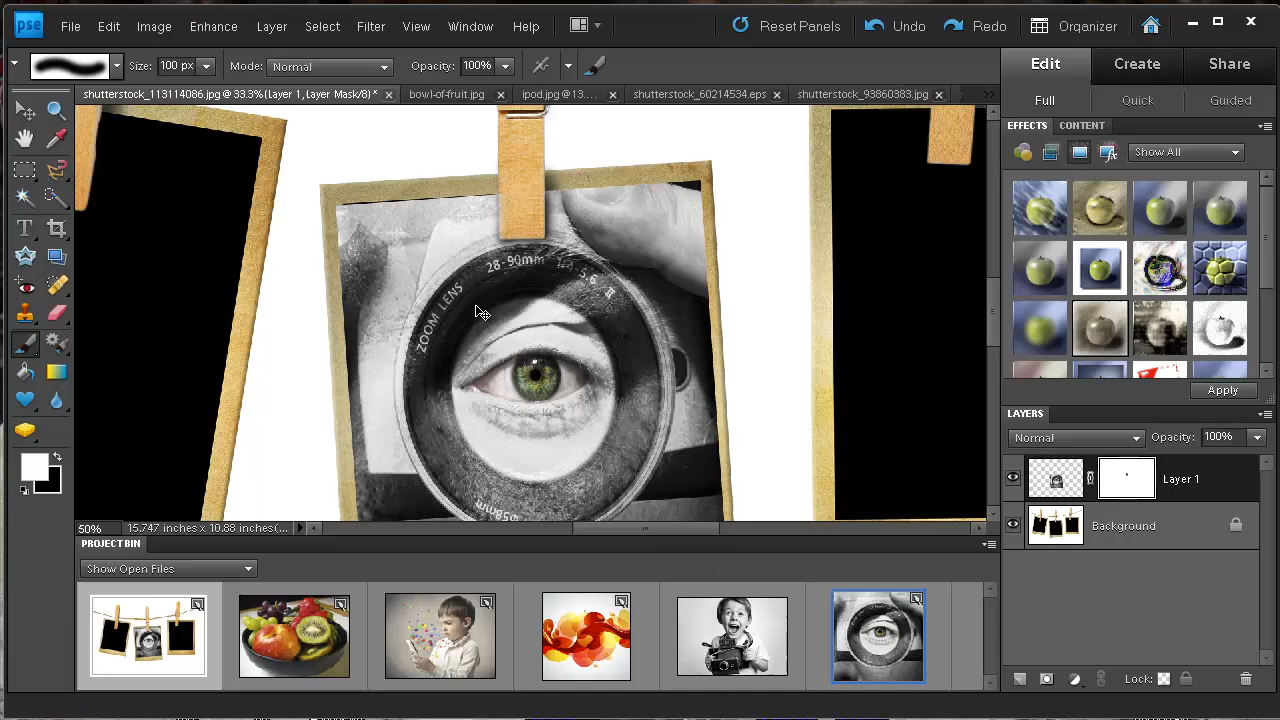 pse File Edit Image Enhance Layer Select Filter View Window Help Reset Panels Undo Redo Organizer
Size: 100 px Mode: Normal Opacity: 100%
Edit Create Share
shutterstock_113114086.jpg @ 33.3%(Layer 1,Layer Mask/8)* bowl-of-fruit.jpg ipod.jpg @13.... shutterstock_60214534.eps shutterstock_93860383.jpg
Full Quick Guided
EFFECTS CONTENT
Show All
28-90mm
ZOOM LENS
Apply
LAYERS
Normal Opacity: 100%
Layer 1
Background
φ58mm
50% 15.747 inches x 10.88 inches(...
PROJECT BIN
Show Open Files
Lock: